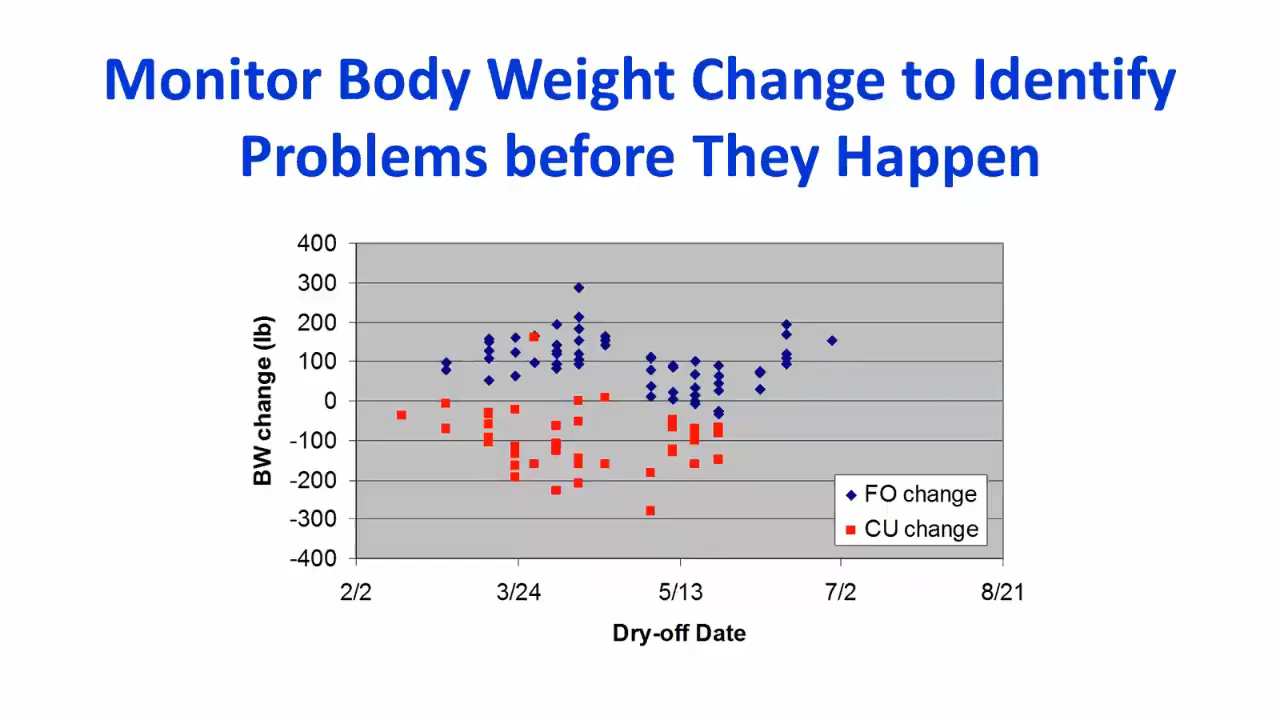 Monitor Body Weight Change to Identify
Problems before They Happen
400
300
200
100
0
-100
-200
-300
-400
BW change (lb)
FO change
CU change
2/2 3/24 5/13 7/2 8/21
Dry-off Date